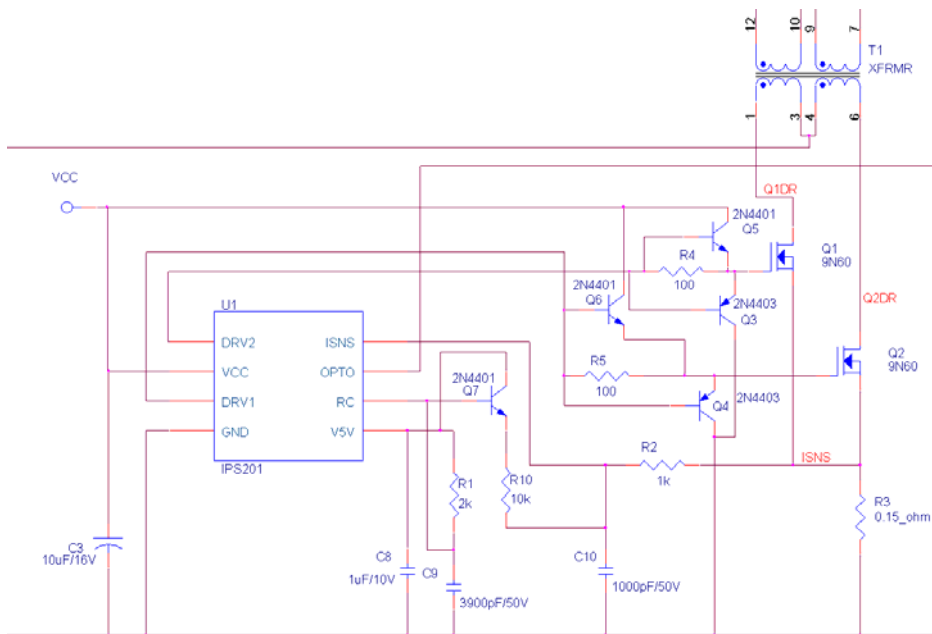 12
10
9
7
T1
XFRMR
1
3
4
6
VCC
Q1DR
2N4401
Q5
R4
100
Q1
9N60
2N4401
Q6
2N4403
Q3
Q2DR
U1
DRV2
ISNS
VCC
OPTO
DRV1
RC
GND
V5V
IPS201
2N4401
Q7
R5
100
Q2
9N60
2N4403
Q4
R2
1k
ISNS
R1
2k
R10
10k
R3
0.15_ohm
C3
10uF/16V
C8
1uF/10V
C9
3900pF/50V
C10
1000pF/50V